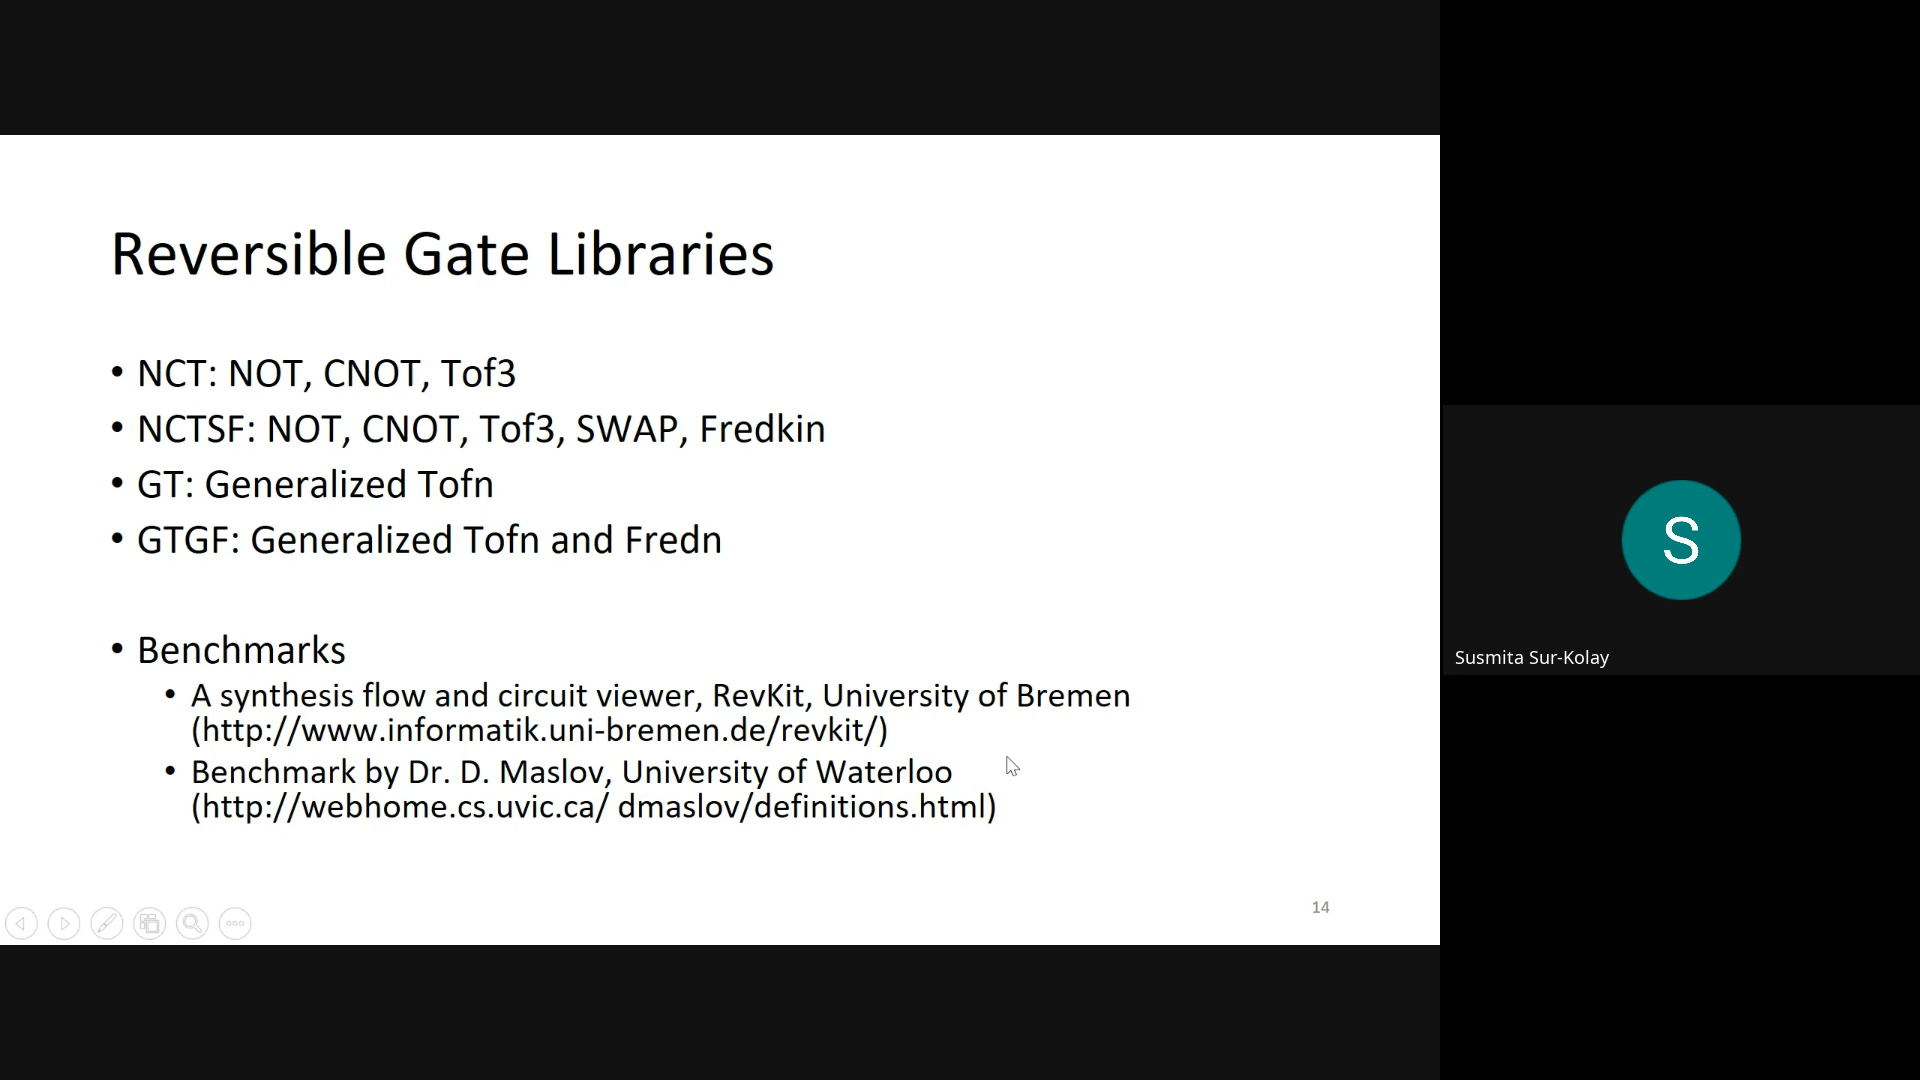 Reversible Gate Libraries
• NCT: NOT, CNOT, Tof3
• NCTSF: NOT, CNOT, Tof3, SWAP, Fredkin
• GT: Generalized Tofn
• GTGF: Generalized Tofn and Fredn
• Benchmarks
• A synthesis flow and circuit viewer, RevKit, University of Bremen
(http://www.informatik.uni-bremen.de/revkit/)
• Benchmark by Dr. D. Maslov, University of Waterloo
(http://webhome.cs.uvic.ca/ dmaslov/definitions.html)
14
S
Susmita Sur-Kolay